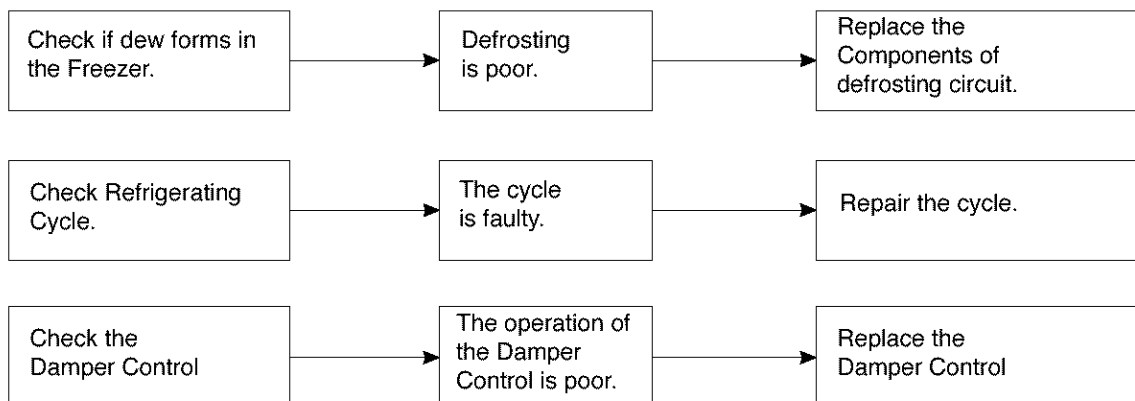 Check if dew forms in
the Freezer.
Defrosting
is poor.
Replace the
Components of
defrosting circuit.
Check Refrigerating
Cycle.
The cycle
is faulty.
Repair the cycle.
Check the
Damper Control
The operation of
the Damper
Control is poor.
Replace the
Damper Control